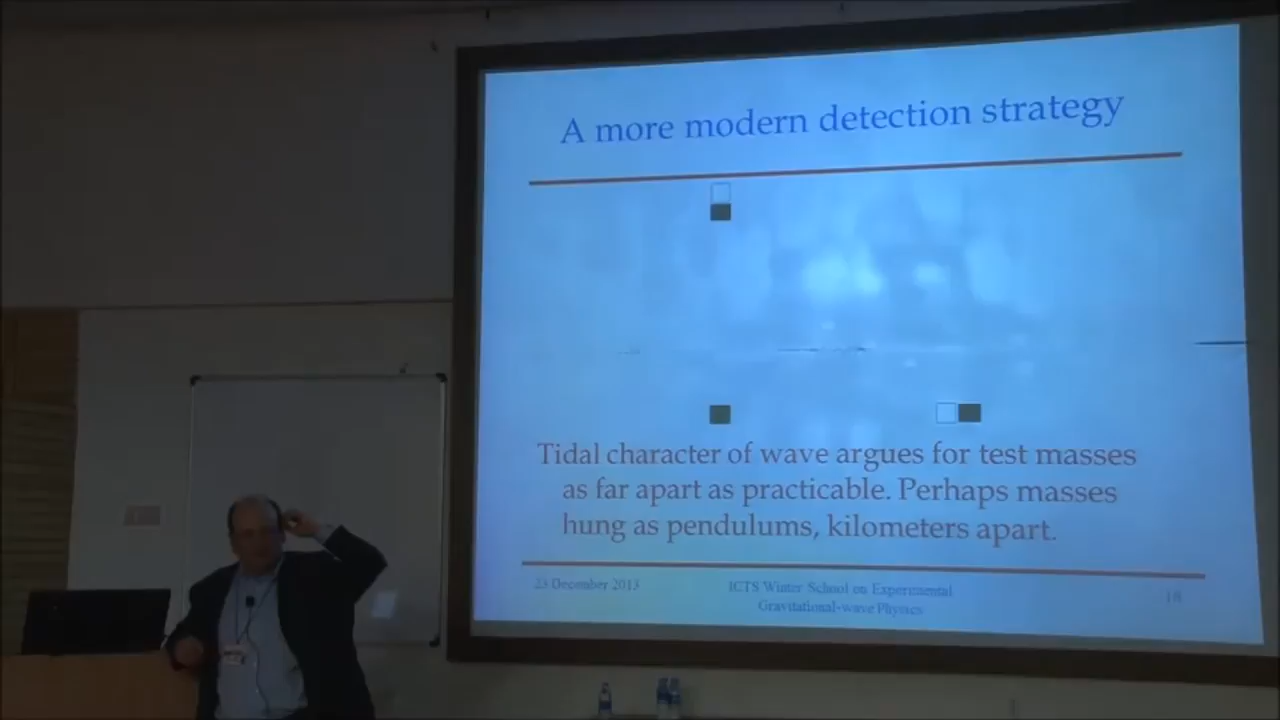 A more modern detection strategy
Tidal character of wave argues for test masses
as far apart as practicable. Perhaps masses
hung as pendulums, kilometers apart.
23 December 2013
ICTS Winter School on Experimental
Gravitational-wave Physics
18